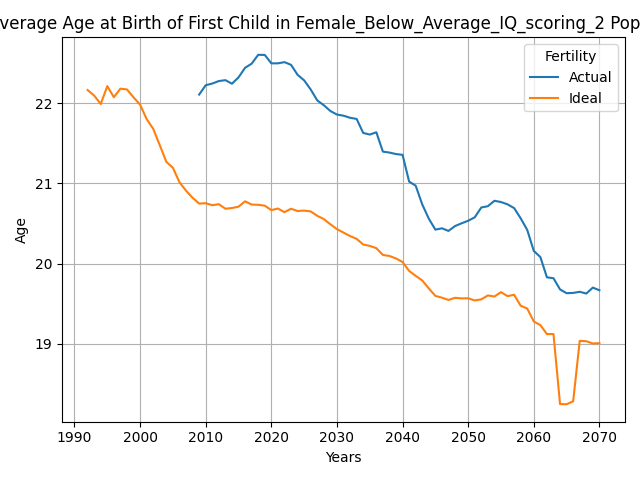 verage Age at Birth of First Child in Female_Below_Average_IQ_scoring_2 Pop
Fertility
Actual
Ideal
22
21
20
19
Age
1990 2000 2010 2020 2030 2040 2050 2060 2070
Years